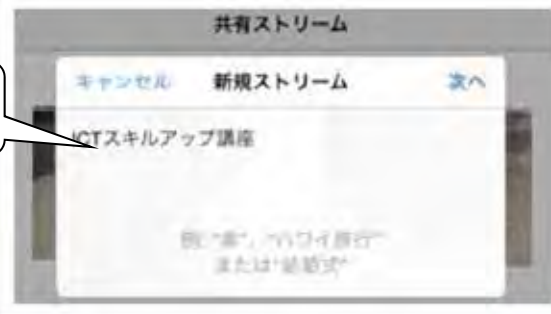 共有ストリーム
キャンセル 新規ストリーム 次へ
ICTスキルアップ講座
例: "車"、"ハワイ旅行"
または"結婚式"